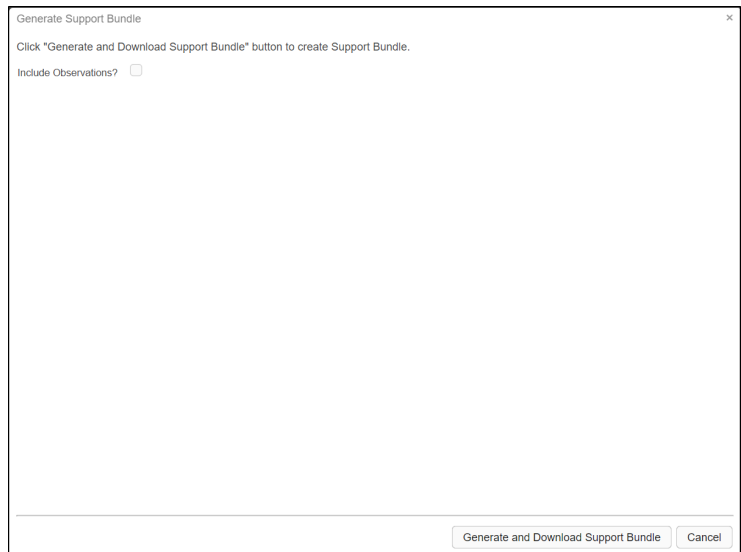 Generate Support Bundle ×
Click "Generate and Download Support Bundle" button to create Support Bundle.
Include Observations?
Generate and Download Support Bundle Cancel